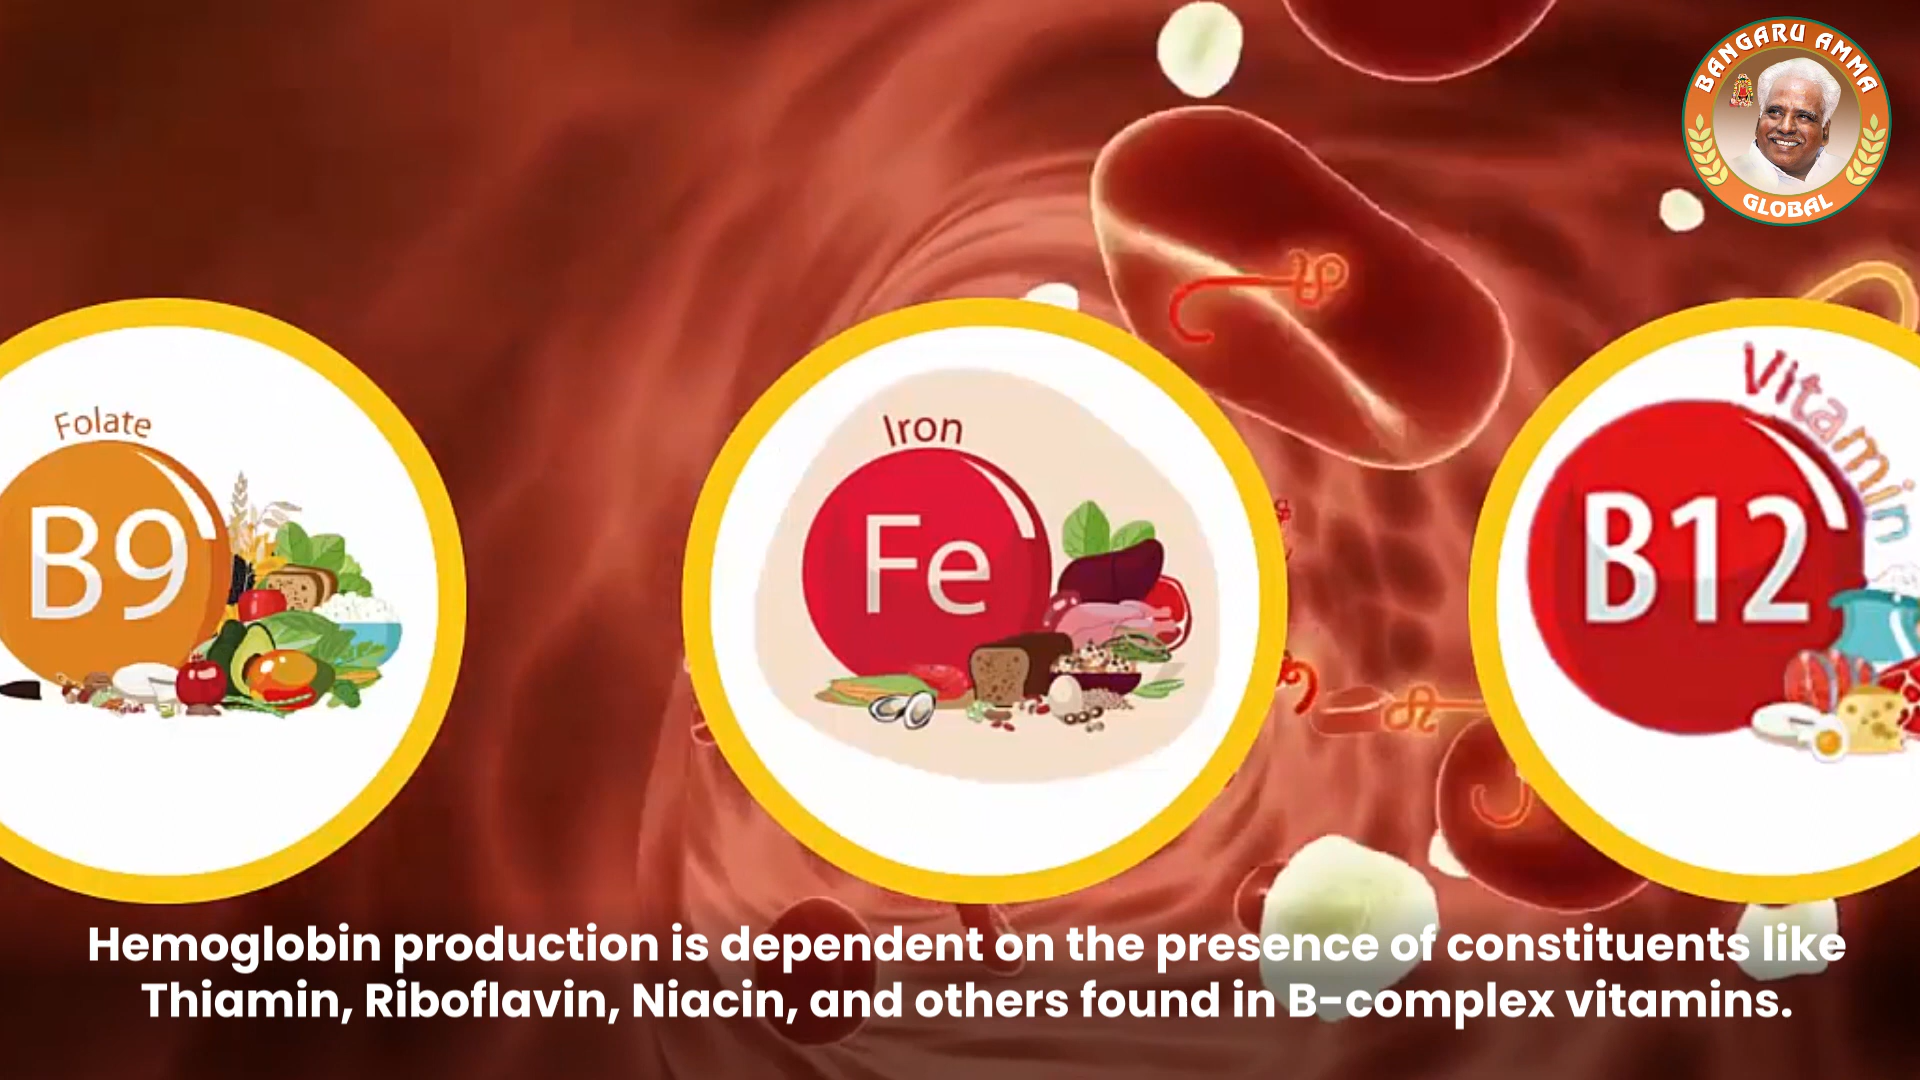 BANGARU AMMA
GLOBAL
Folate
B9
Iron
Fe
Vitamin
B12
Hemoglobin production is dependent on the presence of constituents like
Thiamin, Riboflavin, Niacin, and others found in B-complex vitamins.